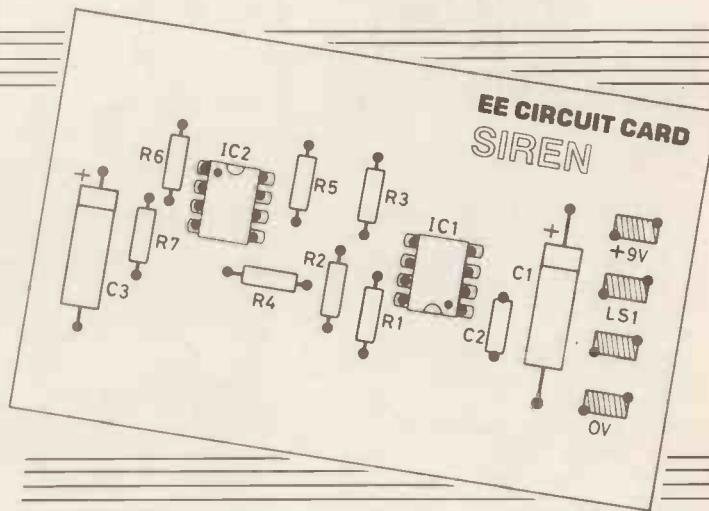 EE CIRCUIT CARD
SIREN
R6
IC2
R5
R3
IC1
+
R7
C3
R4
R2
R1
C2
C1
+
+9V
LS1
0V